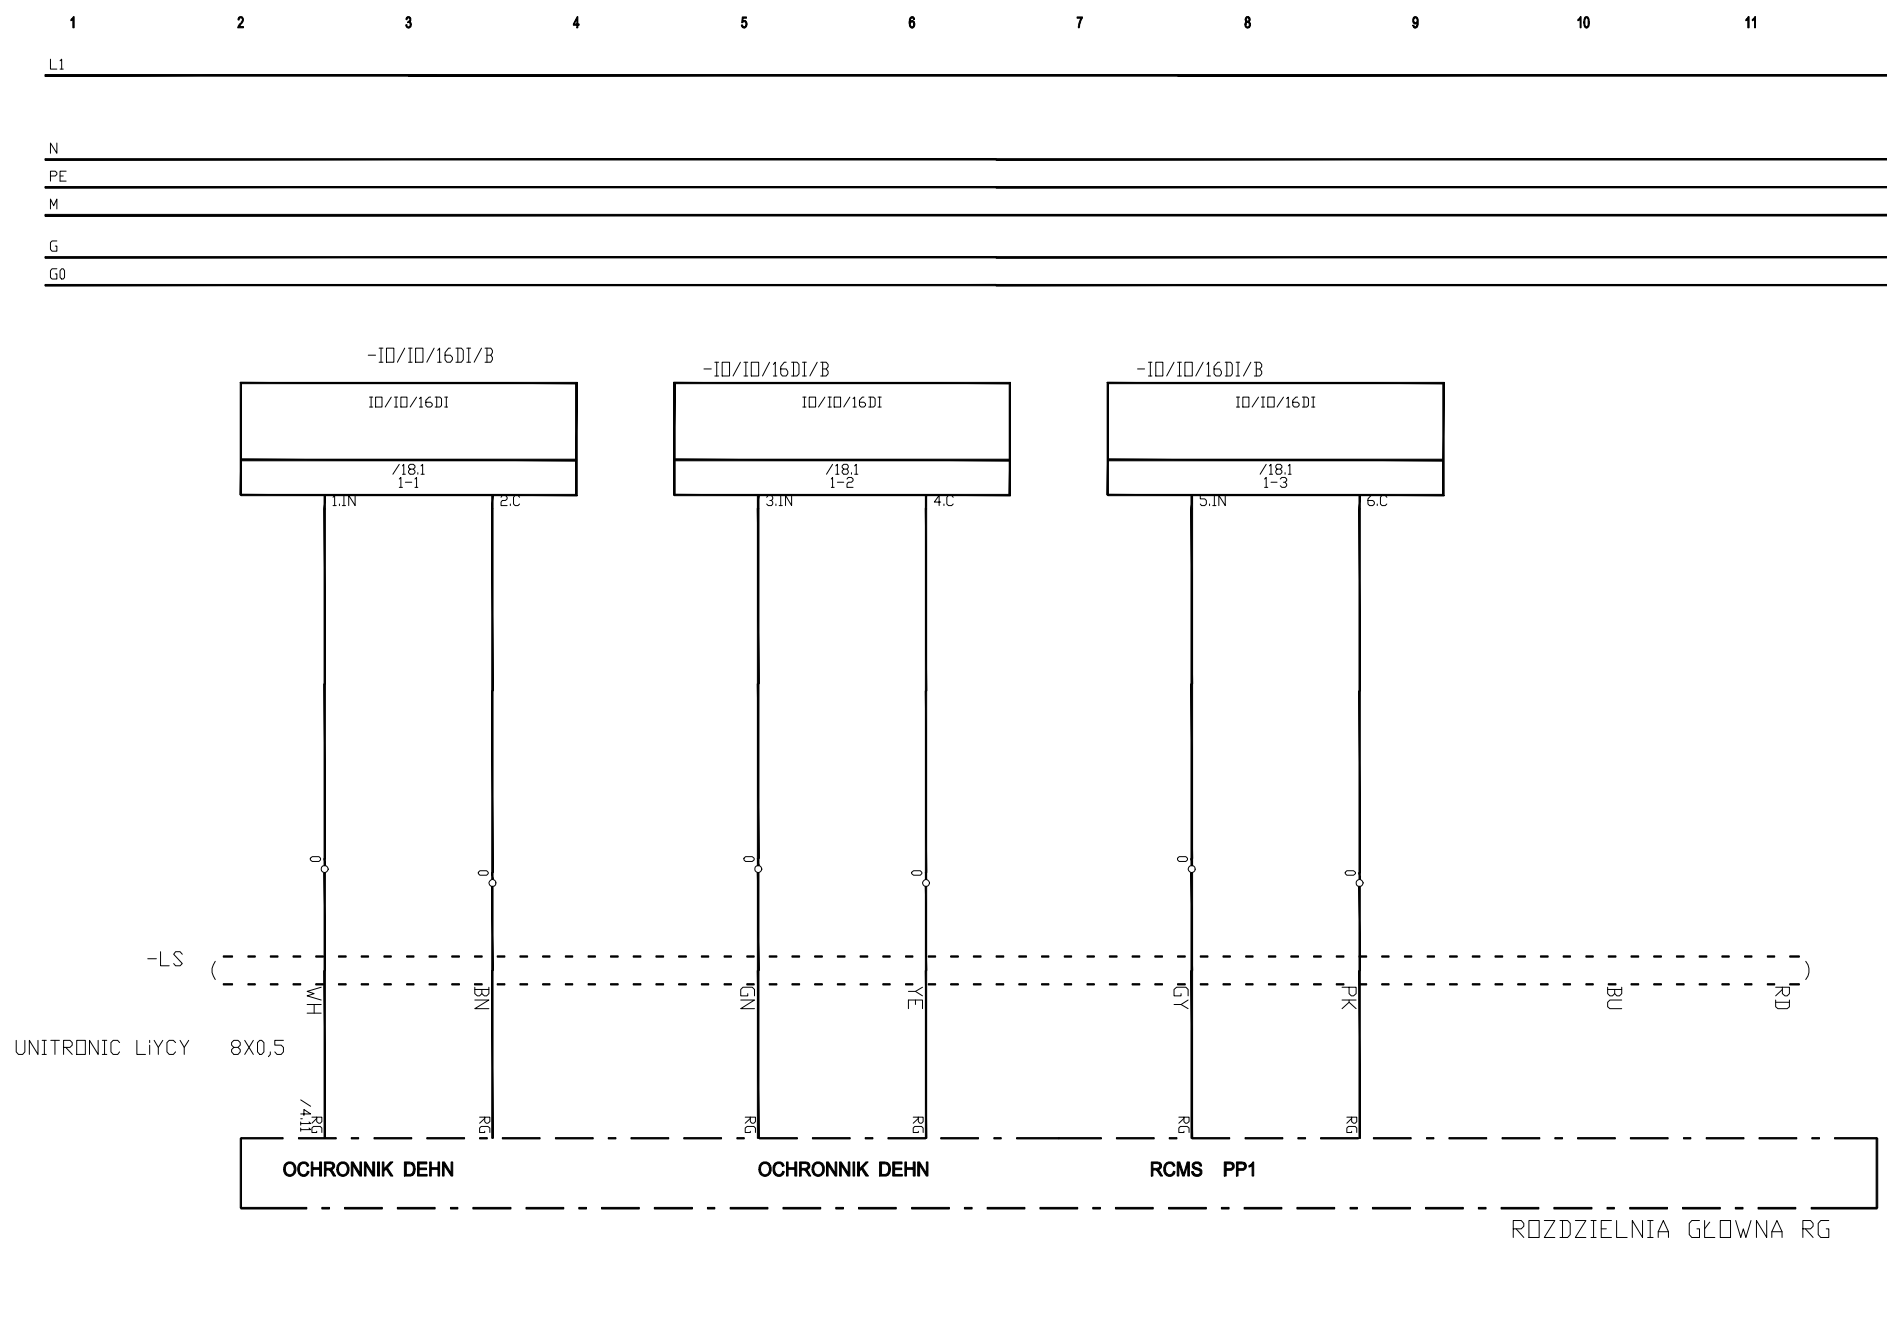 1 2 3 4 5 6 7 8 9 10 11
L1
N
PE
M
G
G0
-IO/IO/16DI/B -IO/IO/16DI/B -IO/IO/16DI/B
IO/IO/16DI IO/IO/16DI IO/IO/16DI
/18.1 /18.1 /18.1
1-1 1-2 1-3
1.IN 2.C 3.IN 4.C 5.IN 6.C
0 0 0 0 0 0
-LS
WH BN GN YE GY PK BU RD
UNITRONIC LiYCY 8X0,5
/4.11 RG RG RG RG RG RG
OCHRONNIK DEHN OCHRONNIK DEHN RCMS PP1
ROZDZIELNIA GŁOWNA RG